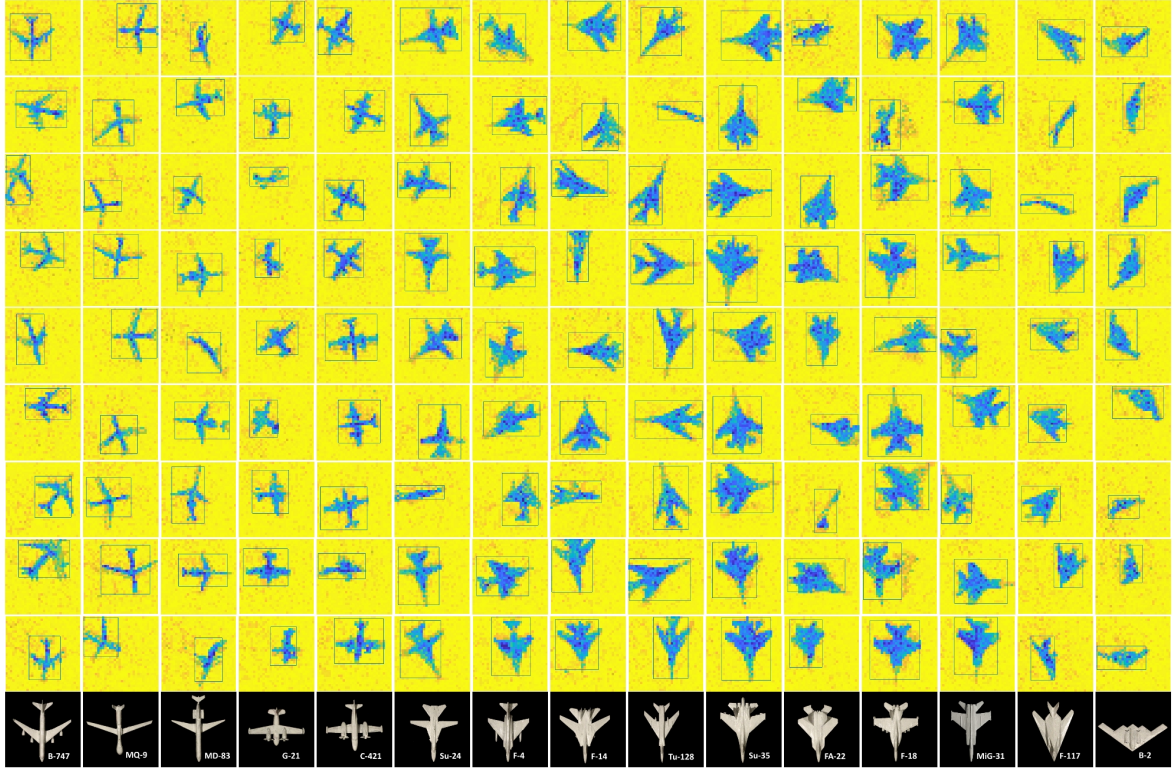 B-747
MQ-9
MD-83
G-21
C-421
Su-24
F-4
F-14
Tu-128
Su-35
FA-22
F-18
MiG-31
F-117
B-2